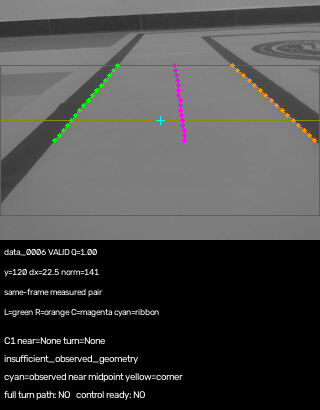 data_0006 VALID Q=1.00
y=120 dx=22.5 norm=141
same-frame measured pair
L=green R=orange C=magenta cyan=ribbon
C1 near=None turn=None
insufficient_observed_geometry
cyan=observed near midpoint yellow=corner
full turn path: NO control ready: NO